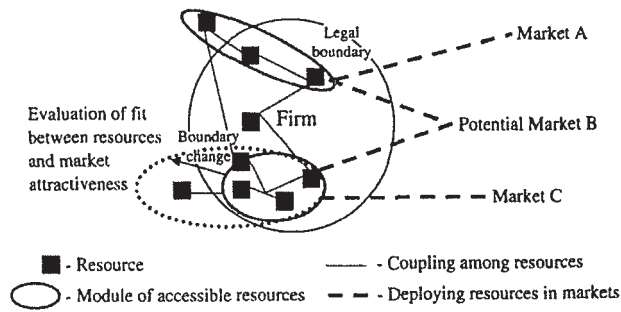 Legal
boundary
Market A
Evaluation of fit
between resources
and market
attractiveness
Firm
Boundary
change
Potential Market B
Market C
- Resource
- Coupling among resources
- Module of accessible resources
- Deploying resources in markets